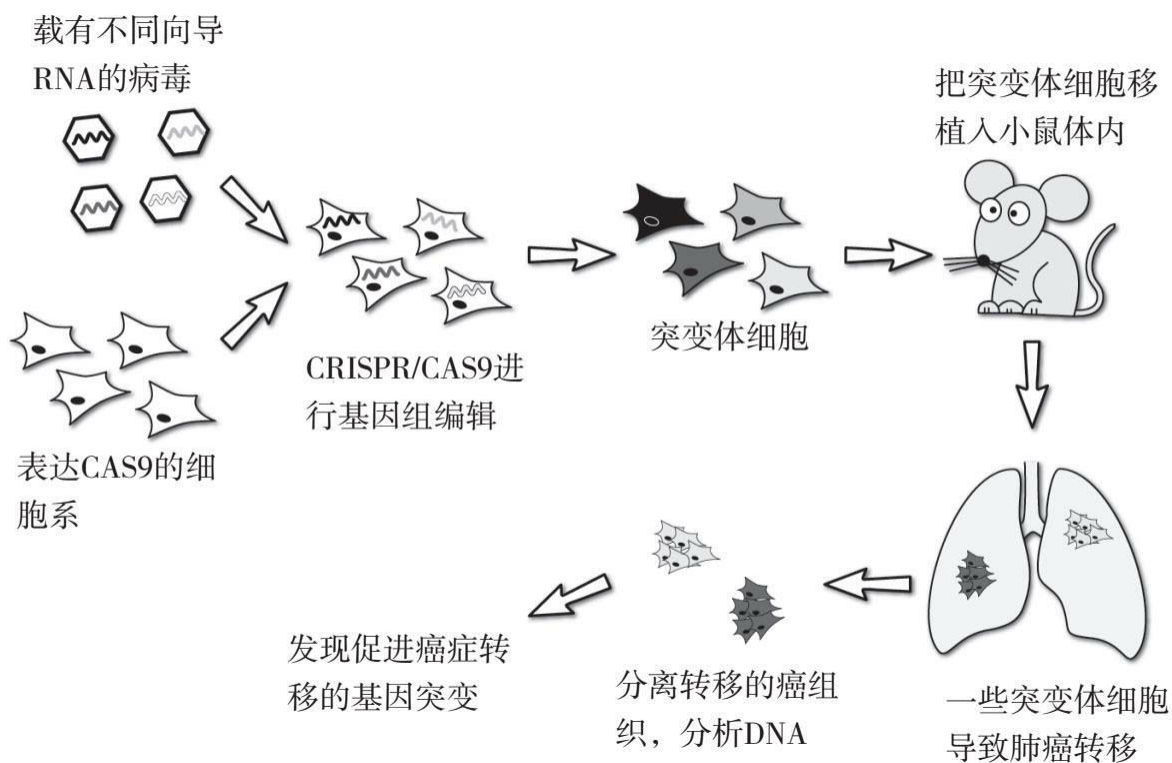 载有不同向导
RNA的病毒
表达CAS9的细
胞系
CRISPR/CAS9进
行基因组编辑
突变体细胞
把突变体细胞移
植入小鼠体内
一些突变体细胞
导致肺癌转移
分离转移的癌组
织，分析DNA
发现促进癌症转
移的基因突变